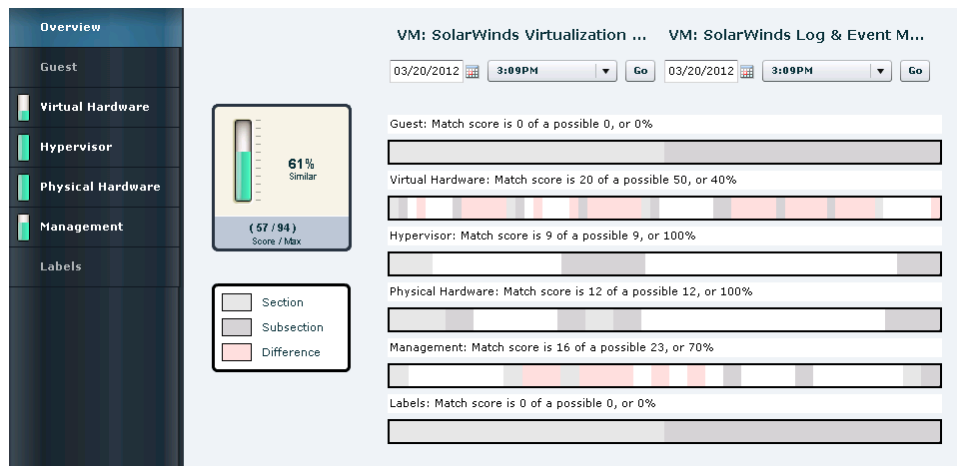 Overview
Guest
Virtual Hardware
Hypervisor
Physical Hardware
Management
Labels
VM: SolarWinds Virtualization ... VM: SolarWinds Log & Event M...
03/20/2012 3:09PM Go 03/20/2012 3:09PM Go
61%
Similar
( 57 / 94 )
Score / Max
Section
Subsection
Difference
Guest: Match score is 0 of a possible 0, or 0%
Virtual Hardware: Match score is 20 of a possible 50, or 40%
Hypervisor: Match score is 9 of a possible 9, or 100%
Physical Hardware: Match score is 12 of a possible 12, or 100%
Management: Match score is 16 of a possible 23, or 70%
Labels: Match score is 0 of a possible 0, or 0%